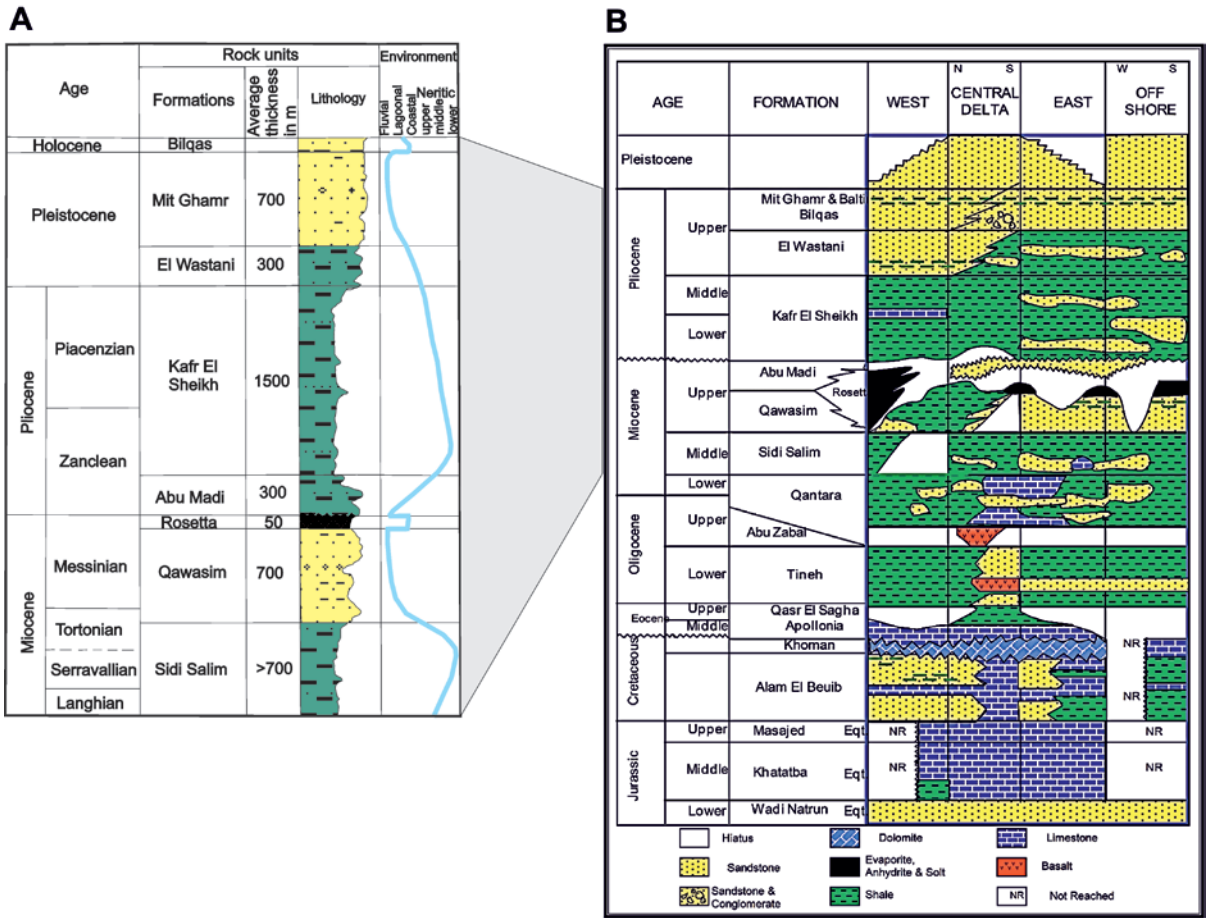 A
Rock units
Environment
Age
Formations
Average
thickness
in m
Lithology
Fluvial
Lagoonal
Coastal
upper
Neritic
middle
lower
Holocene
Bilqas
Pleistocene
Mit Ghamr
700
El Wastani
300
Pliocene
Piacenzian
Kafr El
Sheikh
1500
Zanclean
Abu Madi
300
Rosetta
50
Miocene
Messinian
Qawasim
700
Tortonian
Serravallian
Sidi Salim
>700
Langhian
B
AGE
FORMATION
WEST
N S
CENTRAL
DELTA
EAST
W S
OFF
SHORE
Pleistocene
Pliocene
Upper
Mit Ghamr & Balti
Bilqas
El Wastani
Middle
Kafr El Sheikh
Lower
Miocene
Upper
Abu Madi
Rosett
Qawasim
Middle
Sidi Salim
Lower
Qantara
Oligocene
Upper
Abu Zabal
Lower
Tineh
Eocene
Upper
Qasr El Sagha
Middle
Apollonia
Cretaceous
Khoman
NR
Alam El Beuib
NR
Jurassic
Upper
Masajed Eqt
NR
NR
Middle
Khatatba Eqt
NR
NR
Lower
Wadi Natrun Eqt
Hiatus
Dolomite
Limestone
Sandstone
Evaporite,
Anhydrite & Solt
Basalt
Sandstone &
Conglomerate
Shale
NR
Not Reached